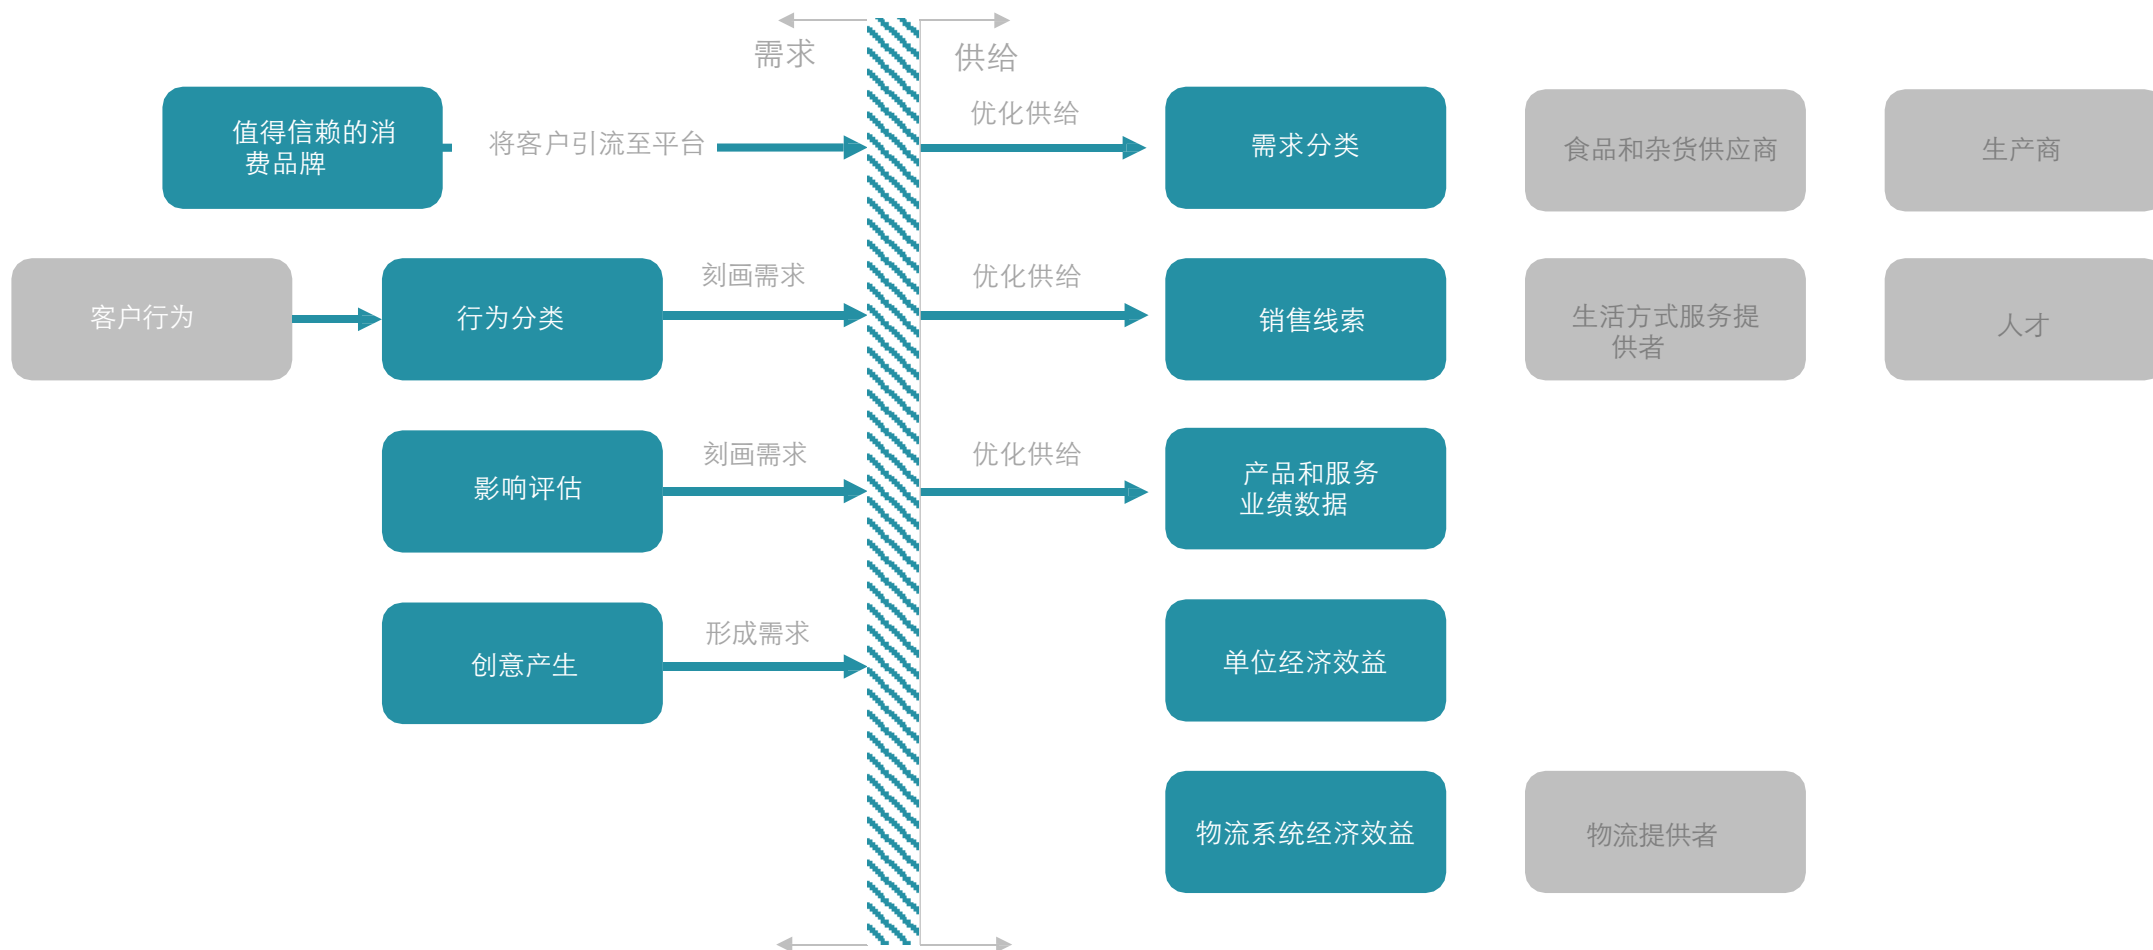 需求
供给
值得信赖的消
费品牌
将客户引流至平台
优化供给
需求分类
食品和杂货供应商
生产商
客户行为
行为分类
刻画需求
优化供给
销售线索
生活方式服务提
供者
人才
影响评估
刻画需求
优化供给
产品和服务
业绩数据
创意产生
形成需求
单位经济效益
物流系统经济效益
物流提供者